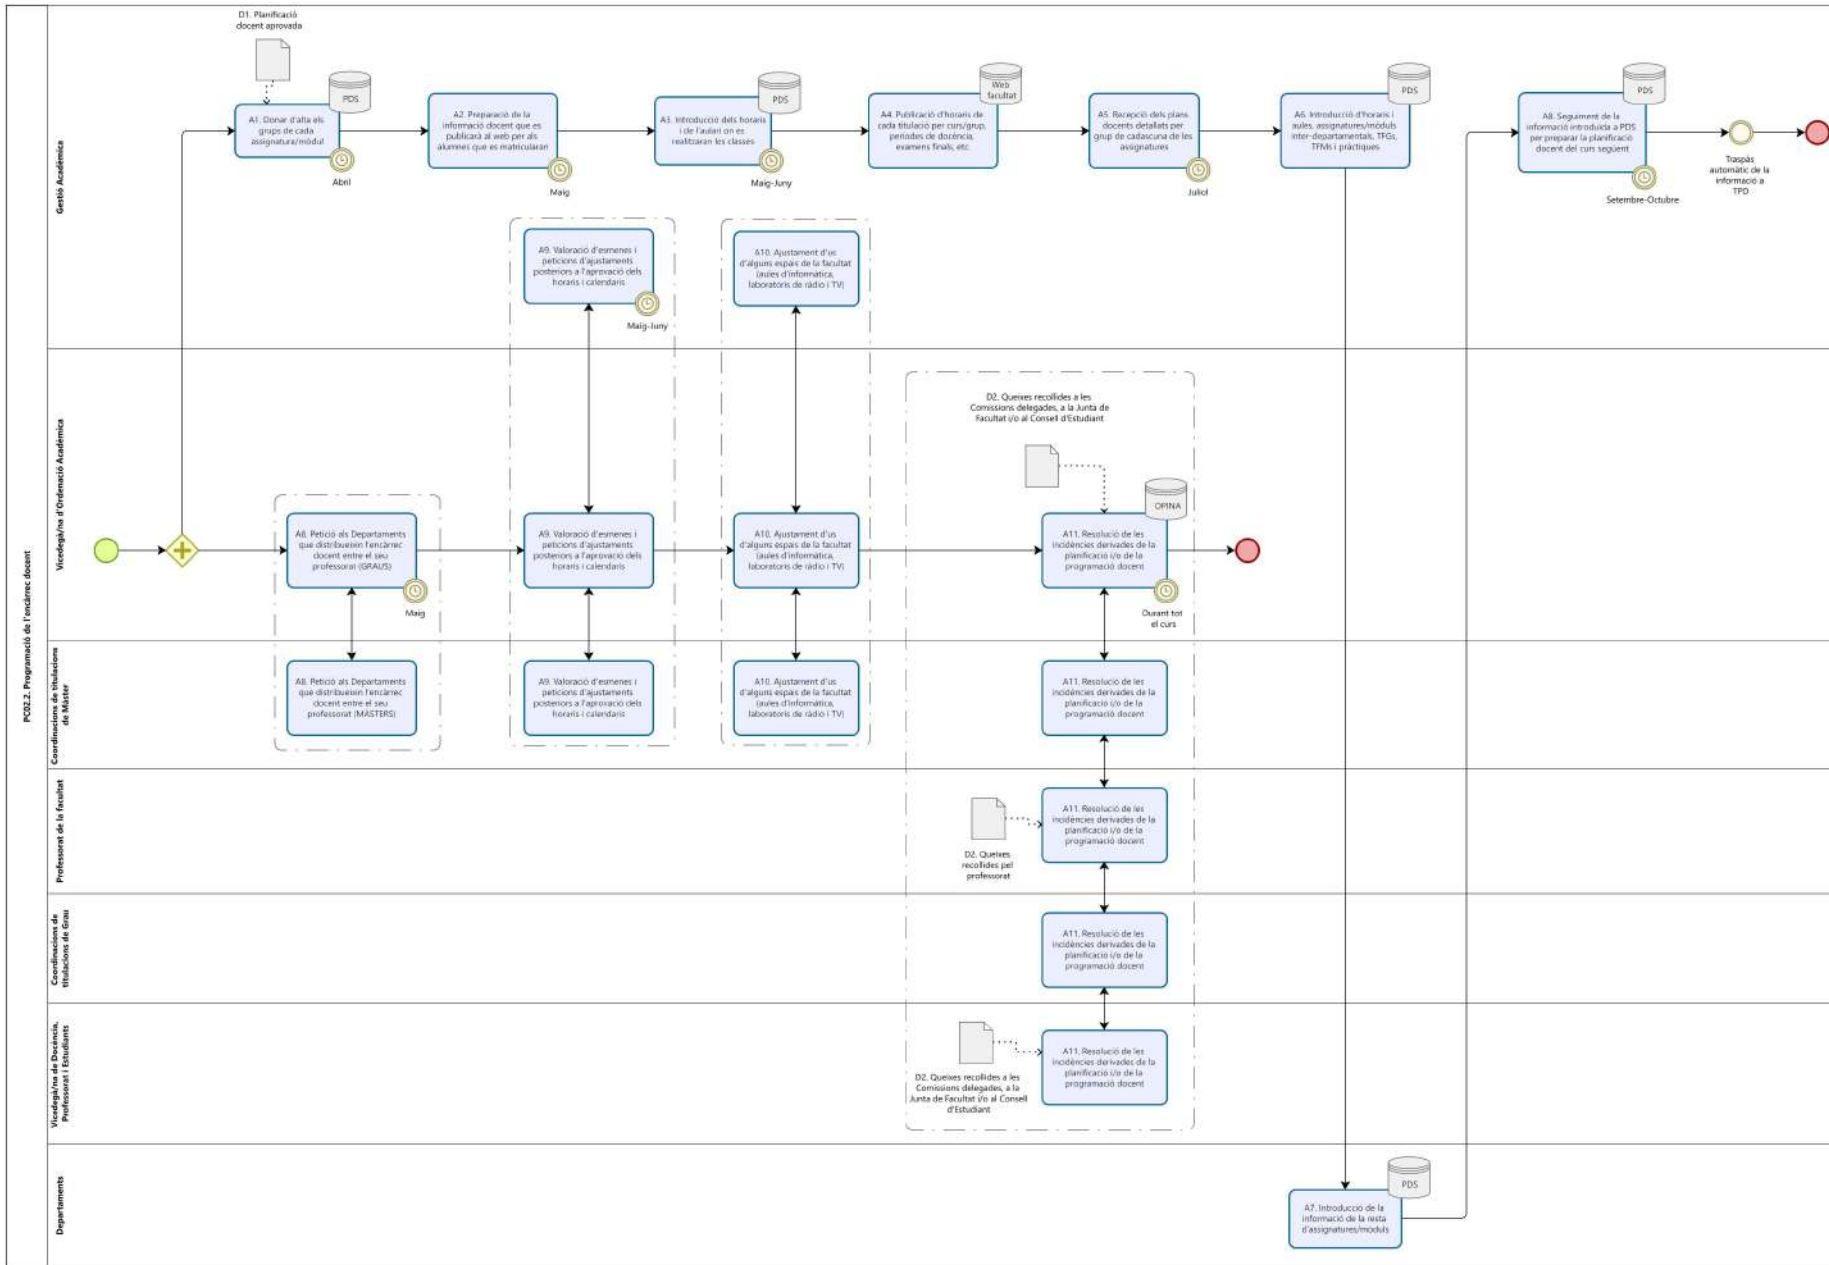 PC02.2. Programació de l'encàrrec docent
Gestió Acadèmica
D1. Planificació
docent aprovada
PDS
A1. Donar d'alta els
grups de cada
assignatura/mòdul
Abril
A2. Preparació de la
informació docent que es
publicarà al web per als
alumnes que es matricularan
Maig
PDS
A3. Introducció dels horaris
i de l'aulari on es
realitzaran les classes
Maig-Juny
Web
facultat
A4. Publicació d'horaris de
cada titulació per curs/grup,
períodes de docència,
examens finals, etc.
A5. Recepció dels plans
docents detallats per
grup de cadascuna de les
assignatures
Juliol
PDS
A6. Introducció d'horaris i
aules, assignatures/mòduls
inter-departamentals, TFGs,
TFMs i pràctiques
PDS
A8. Seguiment de la
informació introduïda a PDS
per preparar la planificació
docent del curs següent
Setembre-Octubre
Traspàs
automàtic de la
informació a
TPD
A9. Valoració d'esmenes i
peticions d'ajustaments
posteriors a l'aprovació dels
horaris i calendaris
Maig-Juny
A10. Ajustament d'us
d'alguns espais de la facultat
(aules d'informàtica,
laboratoris de ràdio i TV)
Vicedegà/na d'Ordenació Acadèmica
D2. Queixes recollides a les
Comissions delegades, a la Junta de
Facultat i/o al Consell d'Estudiant
A8. Petició als Departaments
que distribueixin l'encàrrec
docent entre el seu
professorat (GRAUS)
Maig
A9. Valoració d'esmenes i
peticions d'ajustaments
posteriors a l'aprovació dels
horaris i calendaris
A10. Ajustament d'us
d'alguns espais de la facultat
(aules d'informàtica,
laboratoris de ràdio i TV)
OPINA
A11. Resolució de les
incidències derivades de la
planificació i/o de la
programació docent
Durant tot
el curs
Coordinacions de titulacions
de Màster
A8. Petició als Departaments
que distribueixin l'encàrrec
docent entre el seu
professorat (MÀSTERS)
A9. Valoració d'esmenes i
peticions d'ajustaments
posteriors a l'aprovació dels
horaris i calendaris
A10. Ajustament d'us
d'alguns espais de la facultat
(aules d'informàtica,
laboratoris de ràdio i TV)
A11. Resolució de les
incidències derivades de la
planificació i/o de la
programació docent
Professorat de la facultat
D2. Queixes
recollides pel
professorat
A11. Resolució de les
incidències derivades de la
planificació i/o de la
programació docent
Coordinacions de
titulacions de Grau
A11. Resolució de les
incidències derivades de la
planificació i/o de la
programació docent
Vicedegà/na de Docència,
Professorat i Estudiants
D2. Queixes recollides a les
Comissions delegades, a la
Junta de Facultat i/o al Consell
d'Estudiant
A11. Resolució de les
incidències derivades de la
planificació i/o de la
programació docent
Departaments
PDS
A7. Introducció de la
informació de la resta
d'assignatures/mòduls